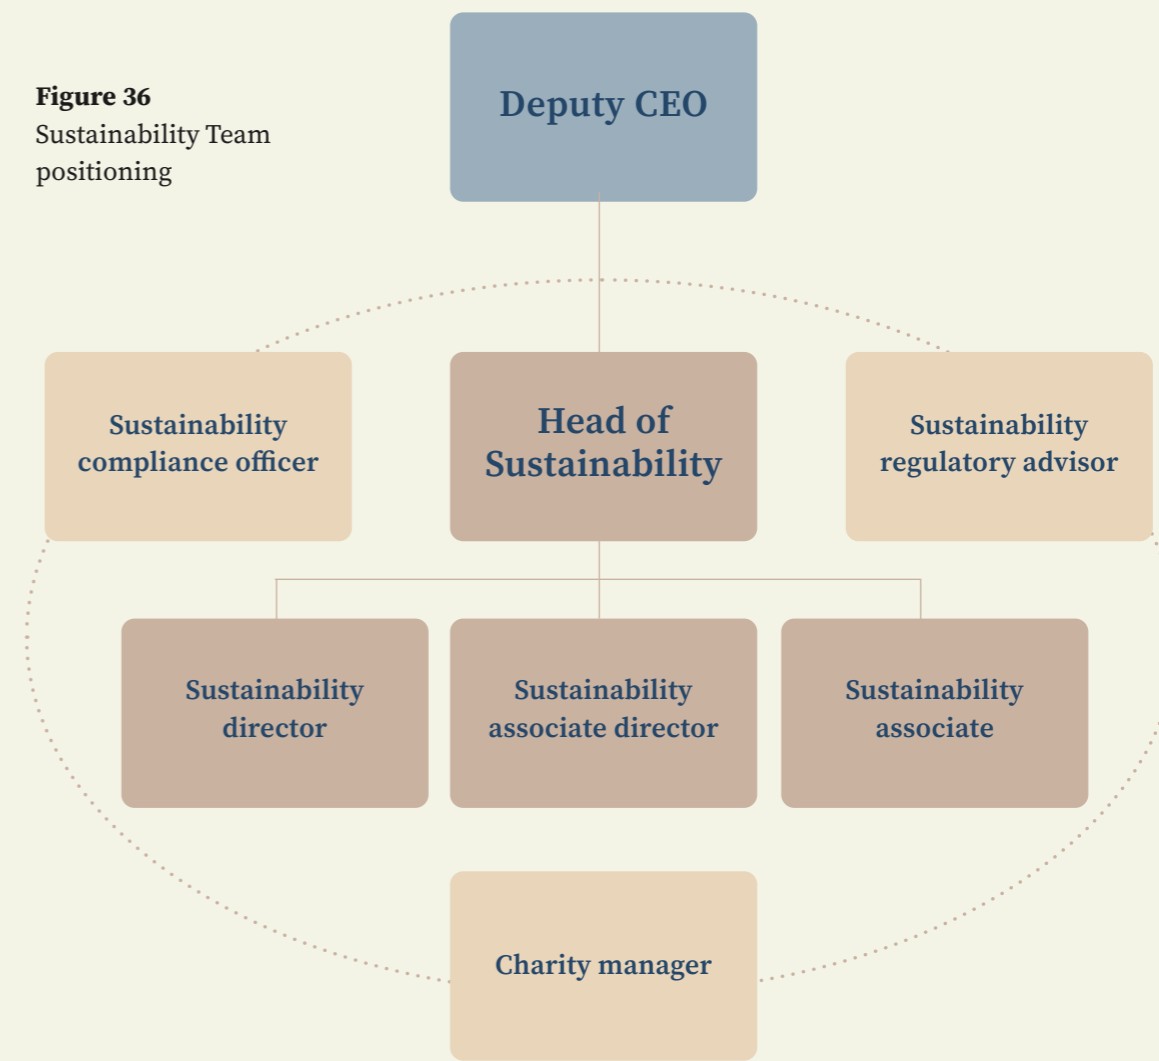 Figure 36
Sustainability Team
positioning
Deputy CEO
Sustainability
compliance officer
Head of
Sustainability
Sustainability
regulatory advisor
Sustainability
director
Sustainability
associate director
Sustainability
associate
Charity manager